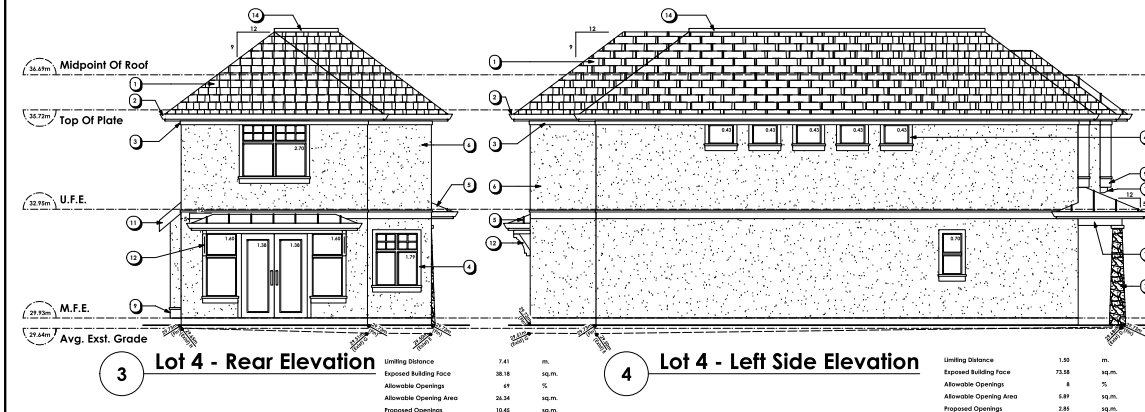 14
12
9
36.69m Midpoint Of Roof
1
2
35.72m Top Of Plate
3
2.70
6
32.95m U.F.E.
5
11
5
12
1.60
1.38
1.38
1.60
1.79
4
9
29.93m M.F.E.
29.64m Avg. Exst. Grade
3 Lot 4 - Rear Elevation
Limiting Distance 7.41 m.
Exposed Building Face 38.18 sq.m.
Allowable Openings 69 %
Allowable Opening Area 26.34 sq.m.
Proposed Openings 10.45 sq.m.
14
12
9
1
2
3
0.43
0.43
0.43
0.43
0.43
6
5
12
12
0.70
4 Lot 4 - Left Side Elevation
Limiting Distance 1.50 m.
Exposed Building Face 73.58 sq.m.
Allowable Openings 8 %
Allowable Opening Area 5.89 sq.m.
Proposed Openings 2.85 sq.m.